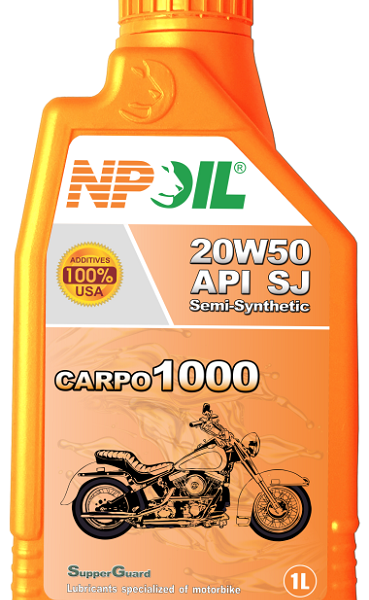 NPOIL®
20W50
API SJ
Semi-Synthetic
ADDITIVES
100%
USA
CARPO1000
SupperGuard
Lubricants specialized of motorbike
1L